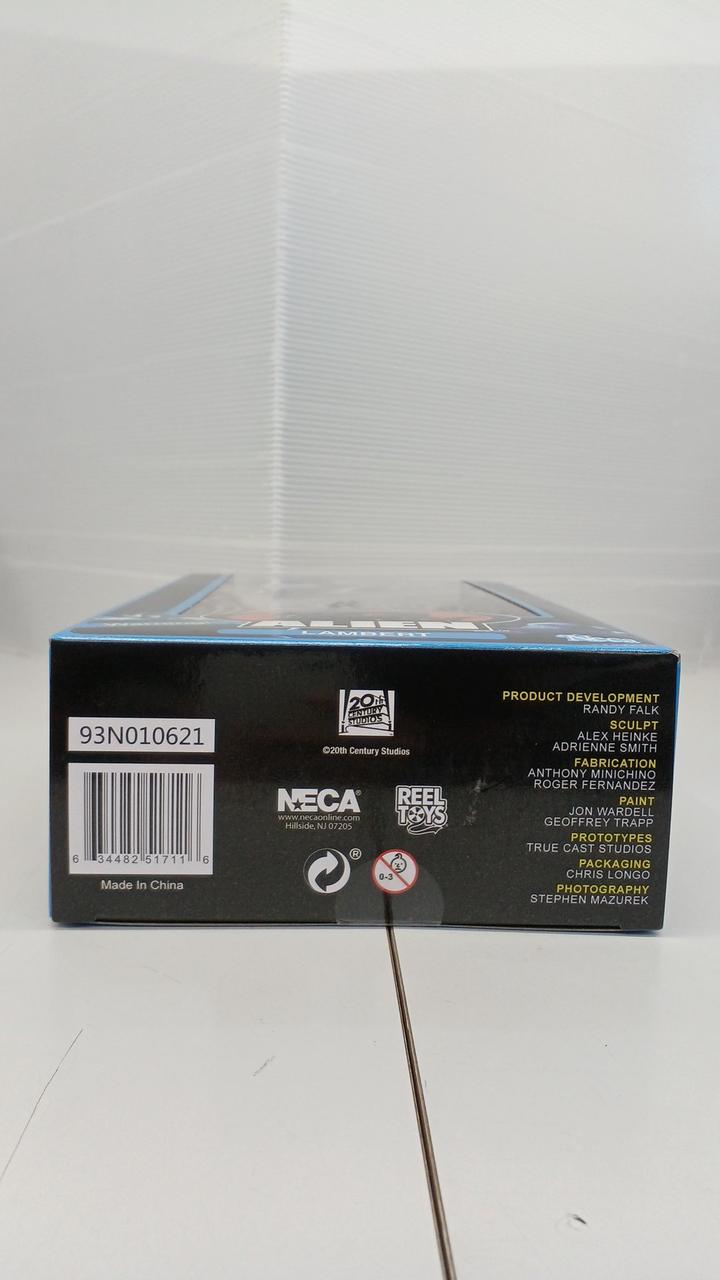 ALIEN
LAMBERT
neca
93N010621
6 34482 51711 6
Made In China
20th
CENTURY
STUDIOS
©20th Century Studios
NECA®
www.necaonline.com
Hillside, NJ 07205
REEL
TOYS
®
0-3
PRODUCT DEVELOPMENT
RANDY FALK
SCULPT
ALEX HEINKE
ADRIENNE SMITH
FABRICATION
ANTHONY MINICHINO
ROGER FERNANDEZ
PAINT
JON WARDELL
GEOFFREY TRAPP
PROTOTYPES
TRUE CAST STUDIOS
PACKAGING
CHRIS LONGO
PHOTOGRAPHY
STEPHEN MAZUREK